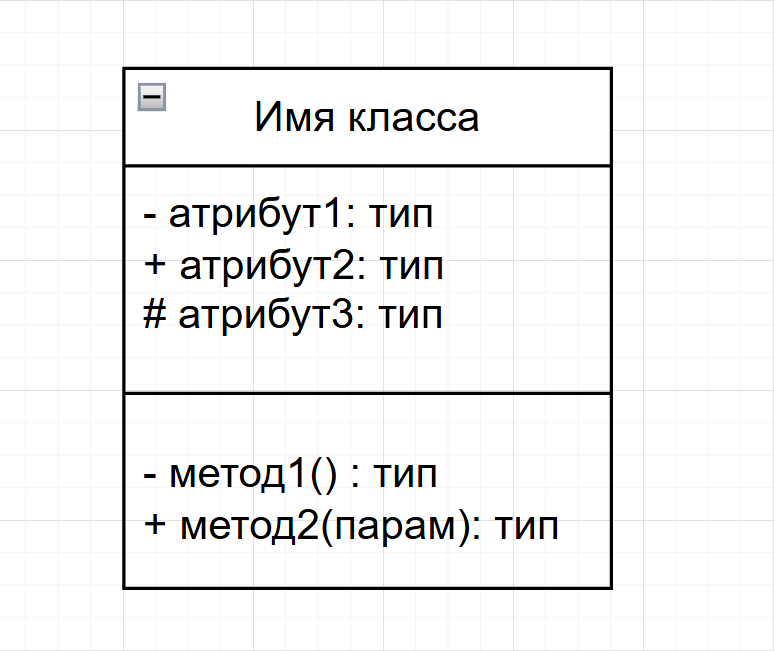 Имя класса
- атрибут1: тип
+ атрибут2: тип
# атрибут3: тип
- метод1() : тип
+ метод2(парам): тип